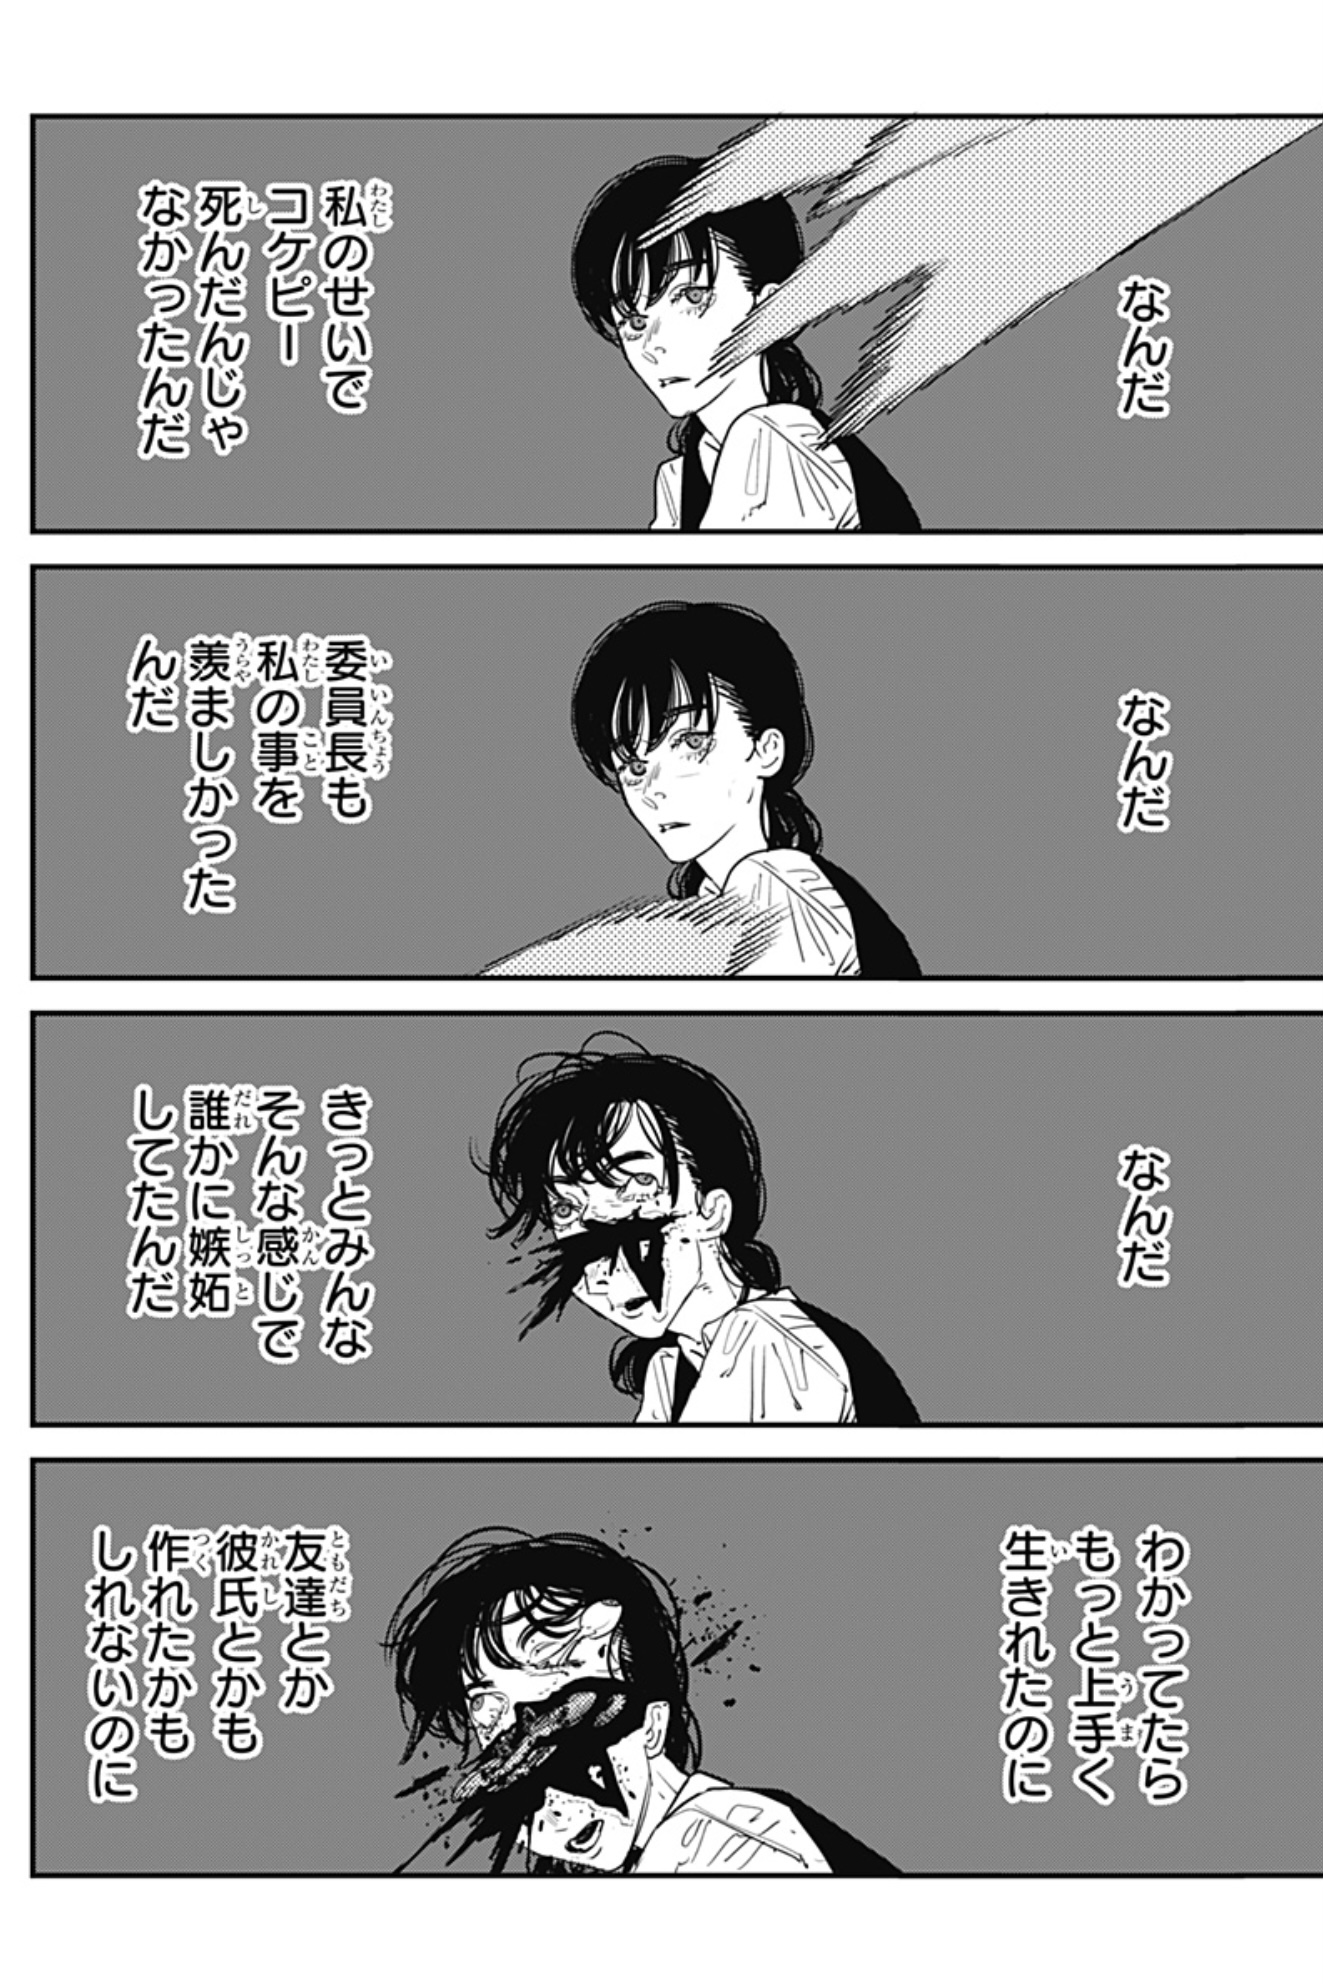 なんだ
私のせいで
コケピー
死んだんじゃ
なかったんだ
なんだ
委員長も
私の事を
羨ましかった
んだ
なんだ
きっとみんな
そんな感じで
誰かに嫉妬
してたんだ
わかってたら
もっと上手く
生きれたのに
友達とか
彼氏とかも
作れたかも
しれないのに